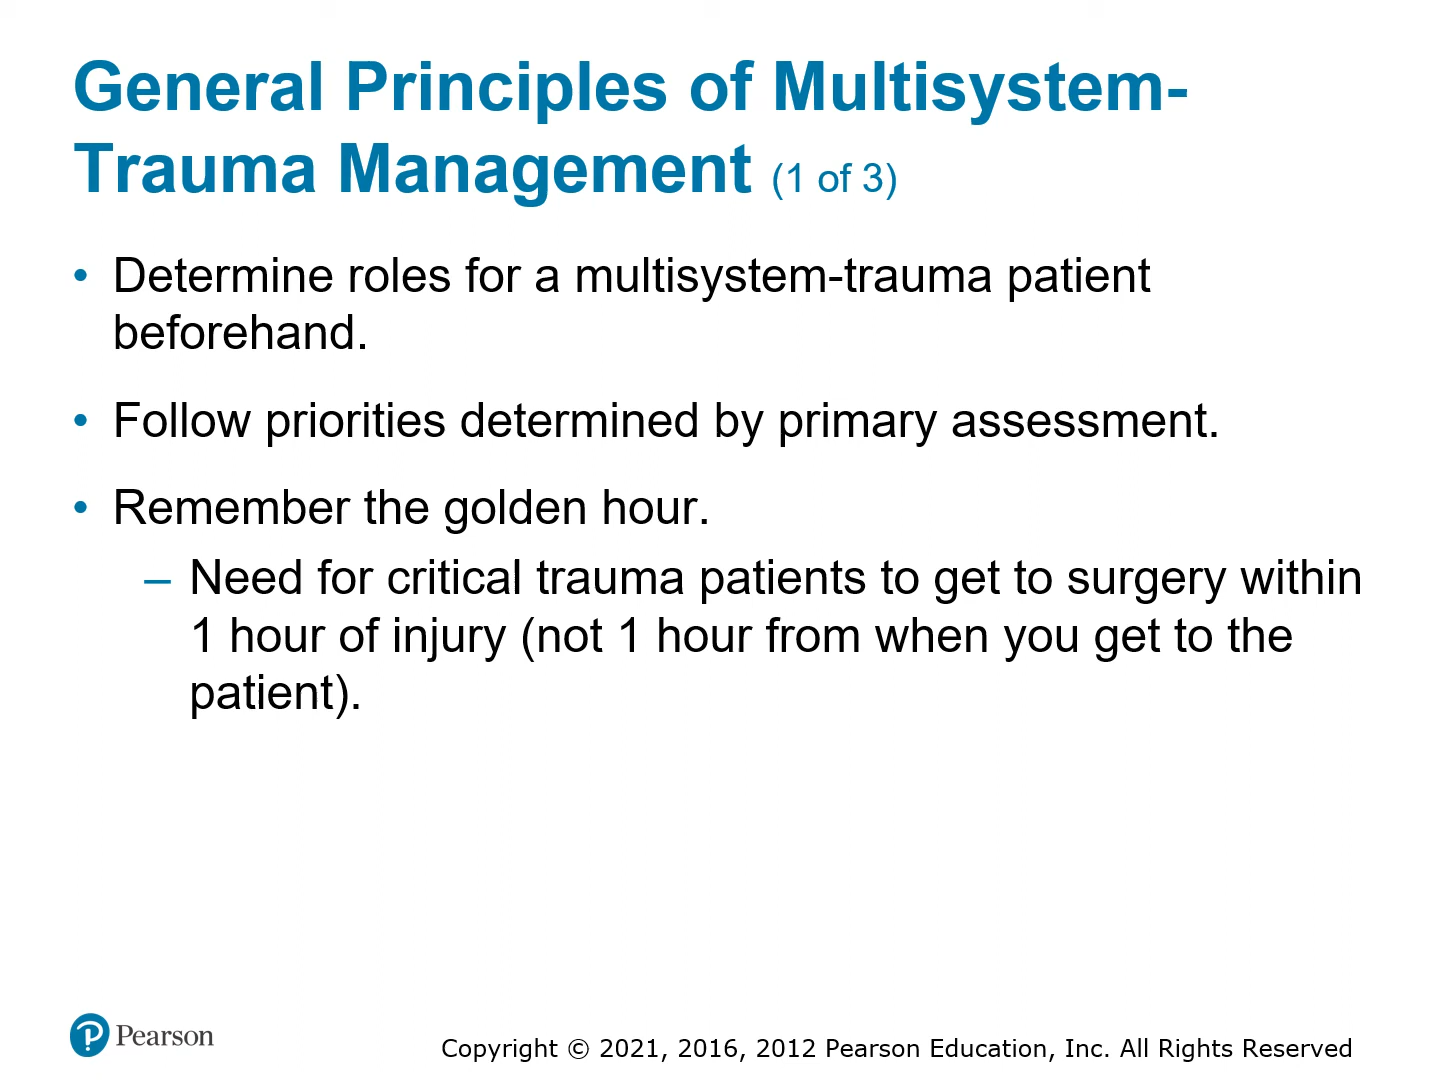 General Principles of Multisystem-
Trauma Management (1 of 3)
• Determine roles for a multisystem-trauma patient
beforehand.
• Follow priorities determined by primary assessment.
• Remember the golden hour.
– Need for critical trauma patients to get to surgery within
1 hour of injury (not 1 hour from when you get to the
patient).
P Pearson
Copyright © 2021, 2016, 2012 Pearson Education, Inc. All Rights Reserved